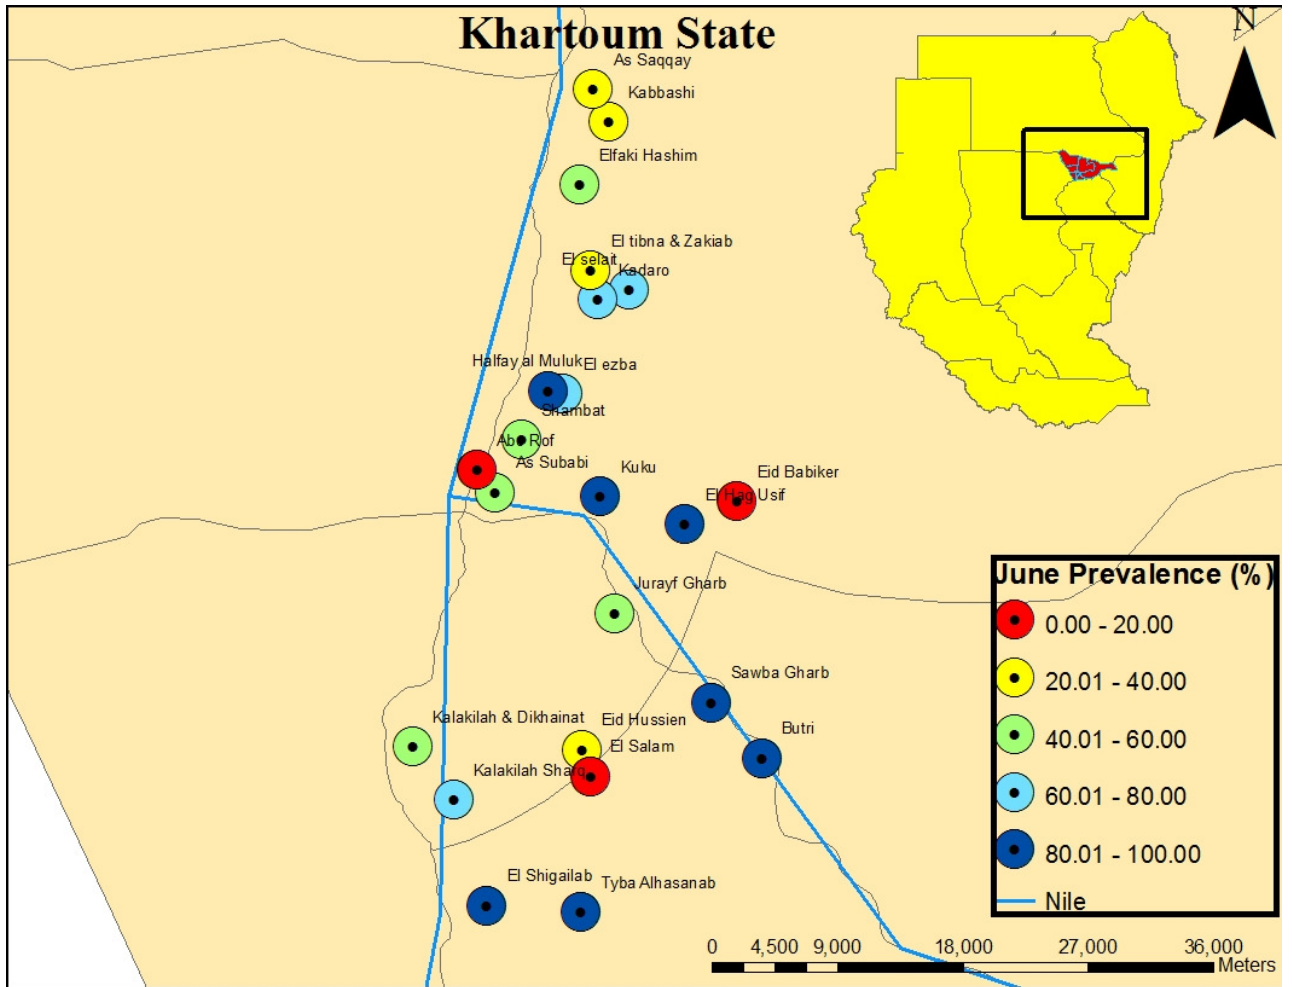 Khartoum State
N
As Saqqay
Kabbashi
Elfaki Hashim
El tibna & Zakiab
El selait
Kadaro
Halfay al Muluk
El ezba
Shambat
Abo Rof
As Subabi
Kuku
Eid Babiker
El Hag Usif
Jurayf Gharb
Sawba Gharb
Kalakilah & Dikhainat
Eid Hussien
Butri
El Salam
Kalakilah Sharq
El Shigailab
Tyba Alhasanab
June Prevalence (%)
0.00 - 20.00
20.01 - 40.00
40.01 - 60.00
60.01 - 80.00
80.01 - 100.00
Nile
0 4,500 9,000 18,000 27,000 36,000
Meters